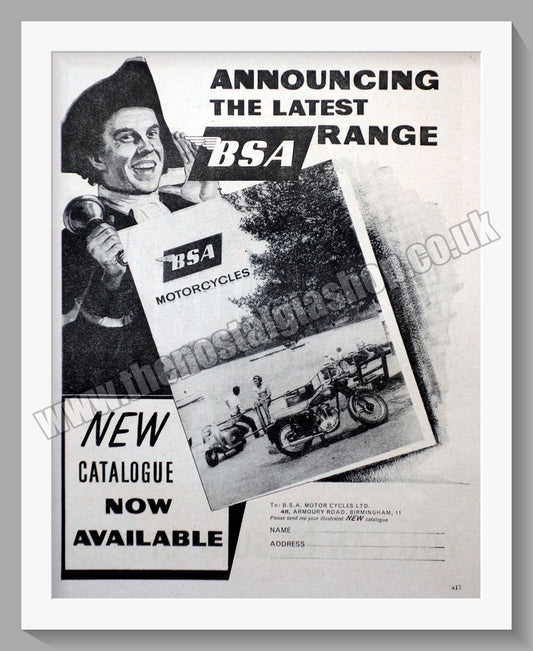 ANNOUNCING
THE LATEST
BSA RANGE
BSA
MOTORCYCLES
www.thenostalgiashop.co.uk
NEW
CATALOGUE
NOW
AVAILABLE
To: B.S.A. MOTOR CYCLES LTD.
48, ARMOURY ROAD, BIRMINGHAM, 11
Please send me your illustrated NEW catalogue
NAME
ADDRESS
A17